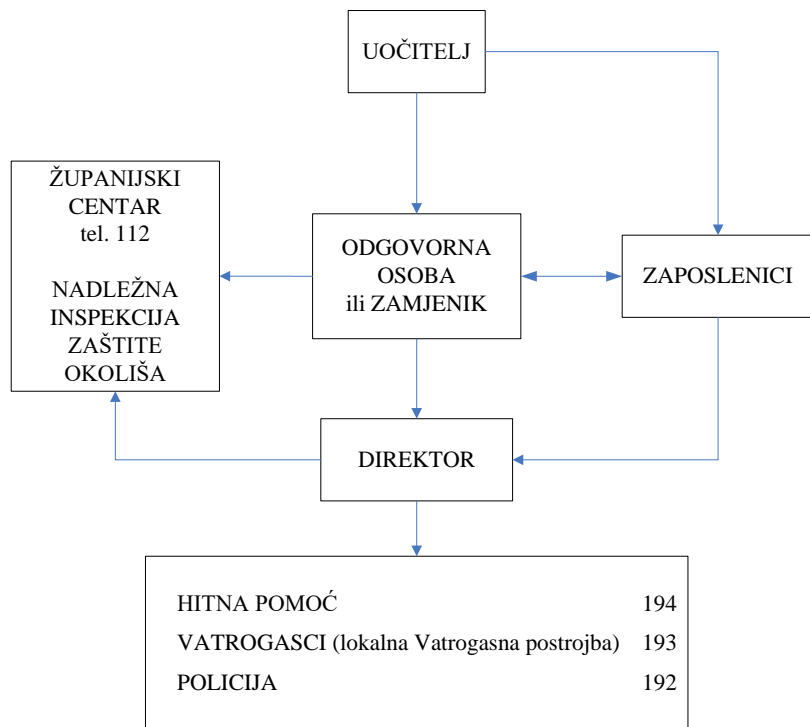 UOČITELJ
ŽUPANIJSKI
CENTAR
tel. 112
NADLEŽNA
INSPEKCIJA
ZAŠTITE
OKOLIŠA
ODGOVORNA
OSOBA
ili ZAMJENIK
ZAPOSLENICI
DIREKTOR
HITNA POMOĆ 194
VATROGASCI (lokalna Vatrogasna postrojba) 193
POLICIJA 192